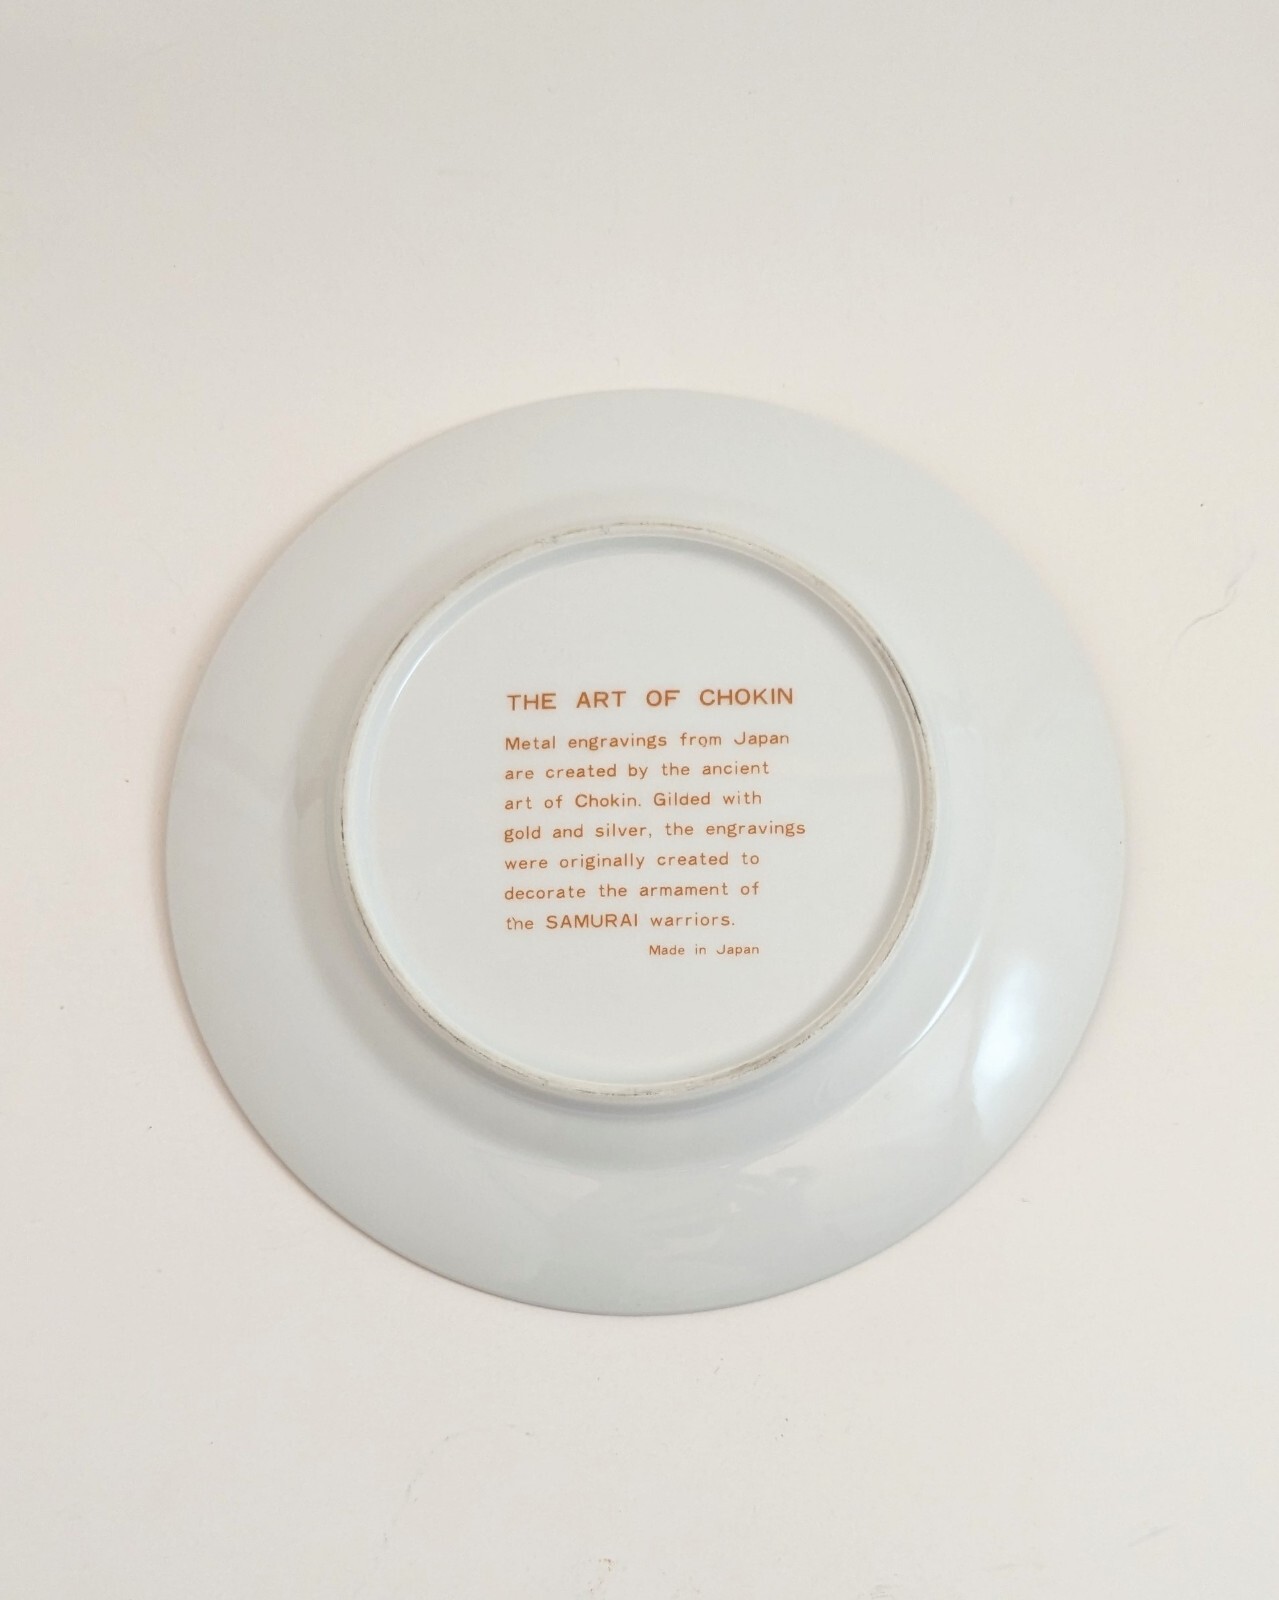 THE ART OF CHOKIN
Metal engravings from Japan
are created by the ancient
art of Chokin. Gilded with
gold and silver, the engravings
were originally created to
decorate the armament of
the SAMURAI warriors.
Made in Japan